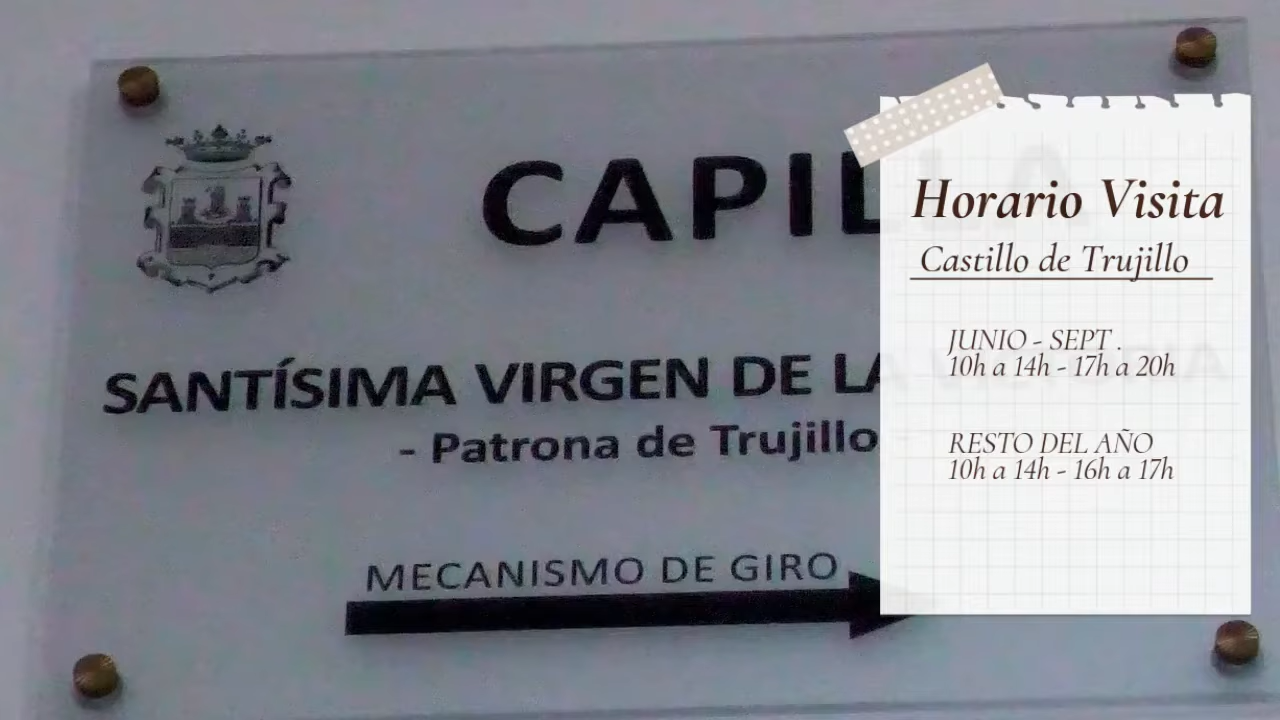 CAPILLA
SANTÍSIMA VIRGEN DE LA
- Patrona de Trujillo -
MECANISMO DE GIRO
Horario Visita
Castillo de Trujillo
JUNIO - SEPT .
10h a 14h - 17h a 20h
RESTO DEL AÑO
10h a 14h - 16h a 17h